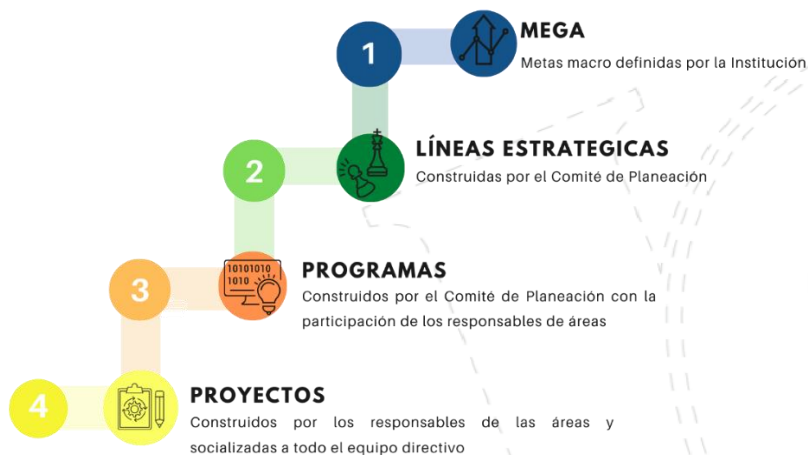 1
MEGA
Metas macro definidas por la Institución
2
LÍNEAS ESTRATEGICAS
Construidas por el Comité de Planeación
3
10101010
1010
PROGRAMAS
Construidos por el Comité de Planeación con la
participación de los responsables de áreas
4
PROYECTOS
Construidos por los responsables de las áreas y
socializadas a todo el equipo directivo